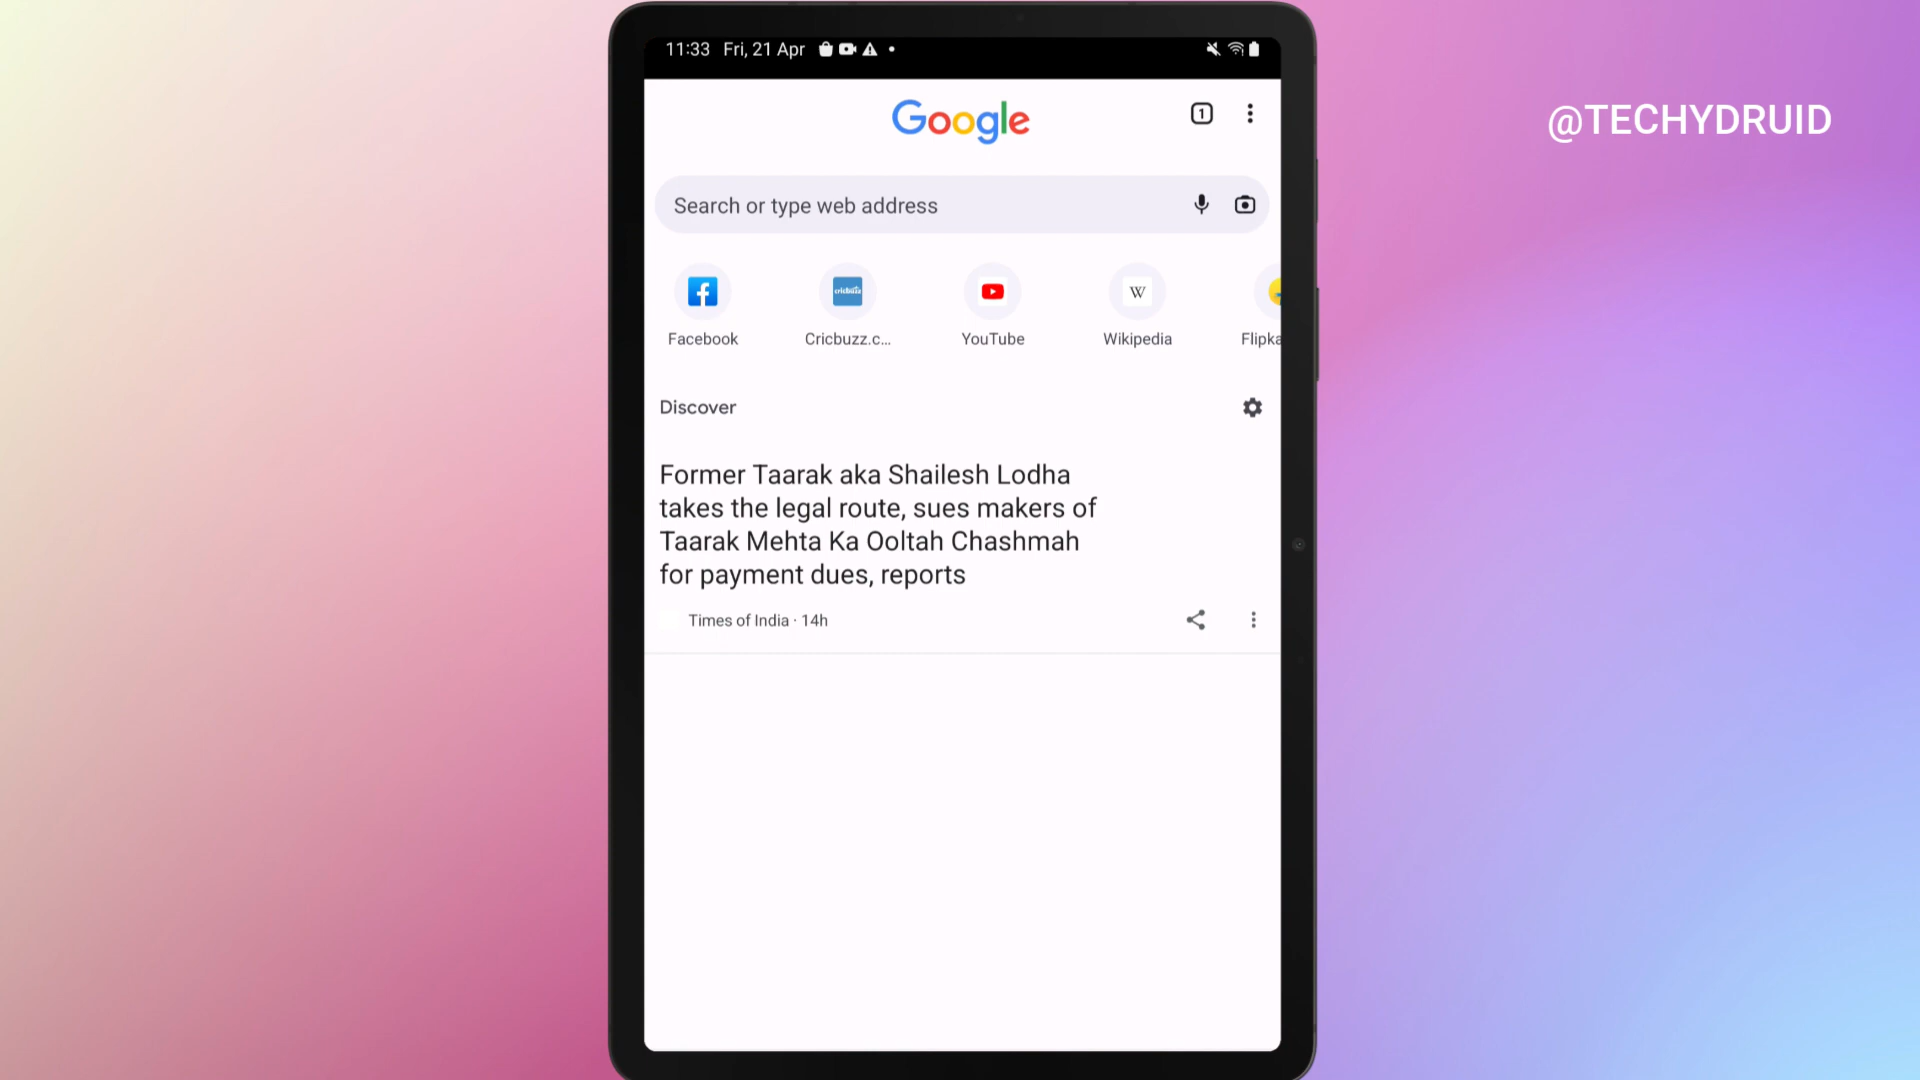 11:33 Fri, 21 Apr
@TECHYDRUID
Google
1
Search or type web address
cricbuzz
W
Facebook
Cricbuzz.c...
YouTube
Wikipedia
Flipka
Discover
Former Taarak aka Shailesh Lodha
takes the legal route, sues makers of
Taarak Mehta Ka Ooltah Chashmah
for payment dues, reports
Times of India · 14h